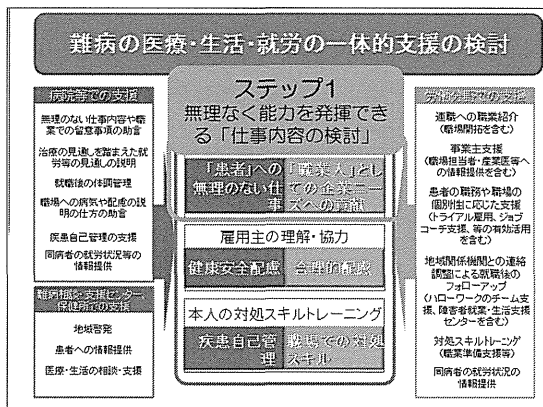 難病の医療・生活・就労の一体的支援の検討
病院等での支援
無理のない仕事内容や職
業での留意事項の助言
治療の見通しを踏まえた就
労等の見通しの説明
就職後の体調管理
職場への病気や配慮の説
明の仕方の助言
疾患自己管理の支援
同病者の就労状況等の
情報提供
難病相談・支援センター、
保健所での支援
地域啓発
患者への情報提供
医療・生活の相談・支援
ステップ1
無理なく能力を発揮でき
る「仕事内容の検討」
「患者」への
無理のない仕
事
「職業人」とし
ての企業ニー
ズへの貢献
雇用主の理解・協力
健康安全配慮
合理的配慮
本人の対処スキルトレーニング
疾患自己管
理
職場での対処
スキル
労働分野での支援
適職への職業紹介
(職場開拓を含む)
事業主支援
(職場担当者・産業医等へ
の情報提供を含む)
患者の職務や職場の
個別性に応じた支援
(トライアル雇用、ジョブ
コーチ支援、等の有効活用
を含む)
地域関係機関との連絡
調整による就職後の
フォローアップ
(ハローワークのチーム支
援、障害者就業・生活支援
センターを含む)
対処スキルトレーニング
(職業準備支援等)
同病者の就労状況の
情報提供